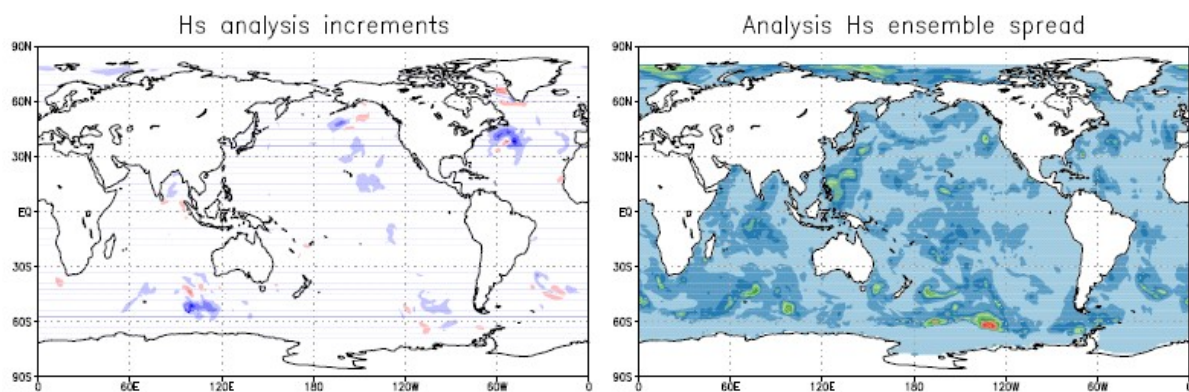 Hs analysis increments
90N
60N
30N
EQ
30S
60S
90S
0 60E 120E 180 120W 60W 0
Analysis Hs ensemble spread
90N
60N
30N
EQ
30S
60S
90S
0 60E 120E 180 120W 60W 0